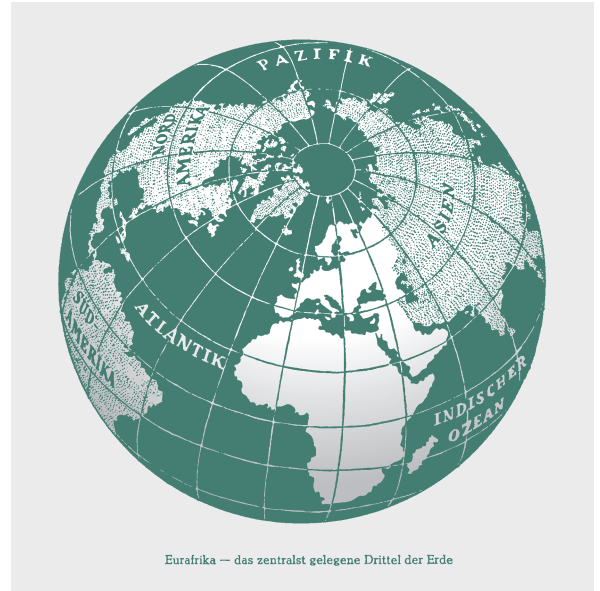 PAZIFIK
NORD-
AMERIKA
ASIEN
ATLANTIK
SÜD-
AMERIKA
INDISCHER
OZEAN
Eurafrika — das zentralst gelegene Drittel der Erde